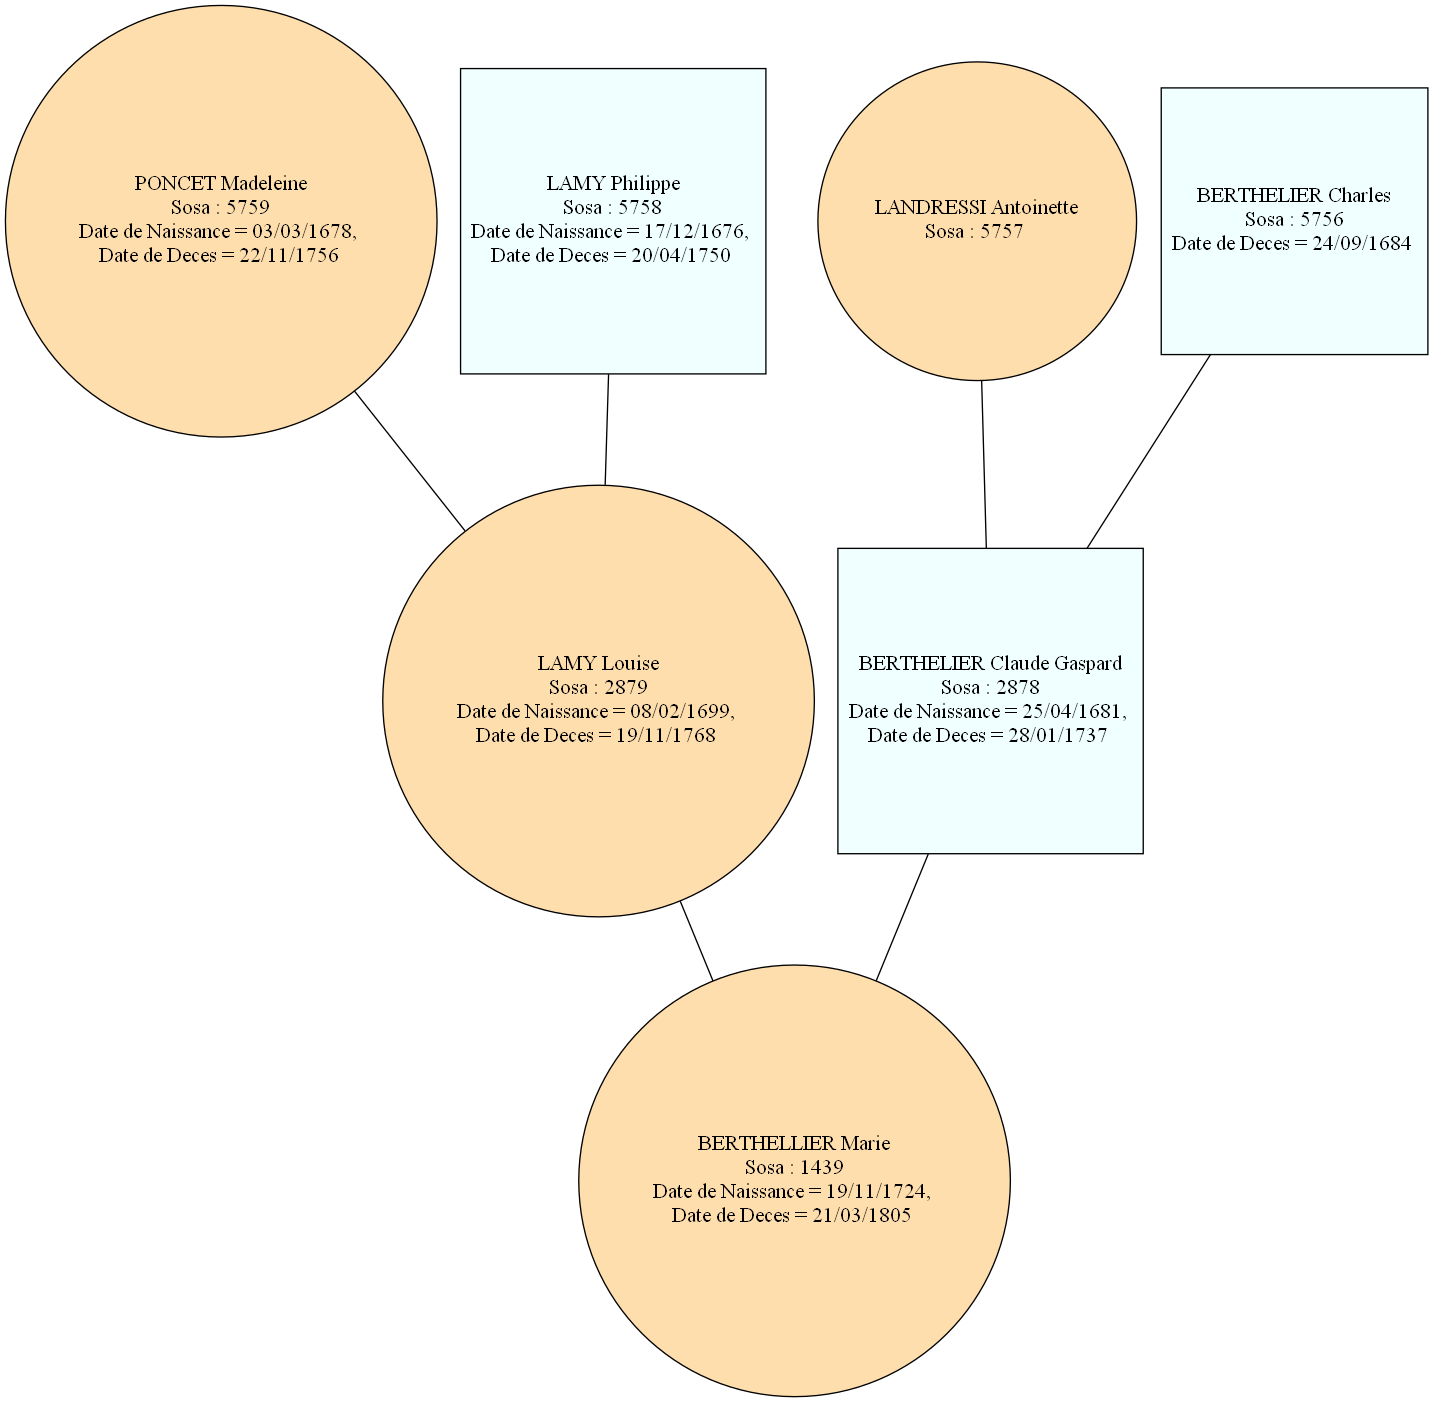 PONCET Madeleine
Sosa : 5759
Date de Naissance = 03/03/1678,
Date de Deces = 22/11/1756
LAMY Philippe
Sosa : 5758
Date de Naissance = 17/12/1676,
Date de Deces = 20/04/1750
LANDRESSI Antoinette
Sosa : 5757
BERTHELIER Charles
Sosa : 5756
Date de Deces = 24/09/1684
LAMY Louise
Sosa : 2879
Date de Naissance = 08/02/1699,
Date de Deces = 19/11/1768
BERTHELIER Claude Gaspard
Sosa : 2878
Date de Naissance = 25/04/1681,
Date de Deces = 28/01/1737
BERTHELLIER Marie
Sosa : 1439
Date de Naissance = 19/11/1724,
Date de Deces = 21/03/1805